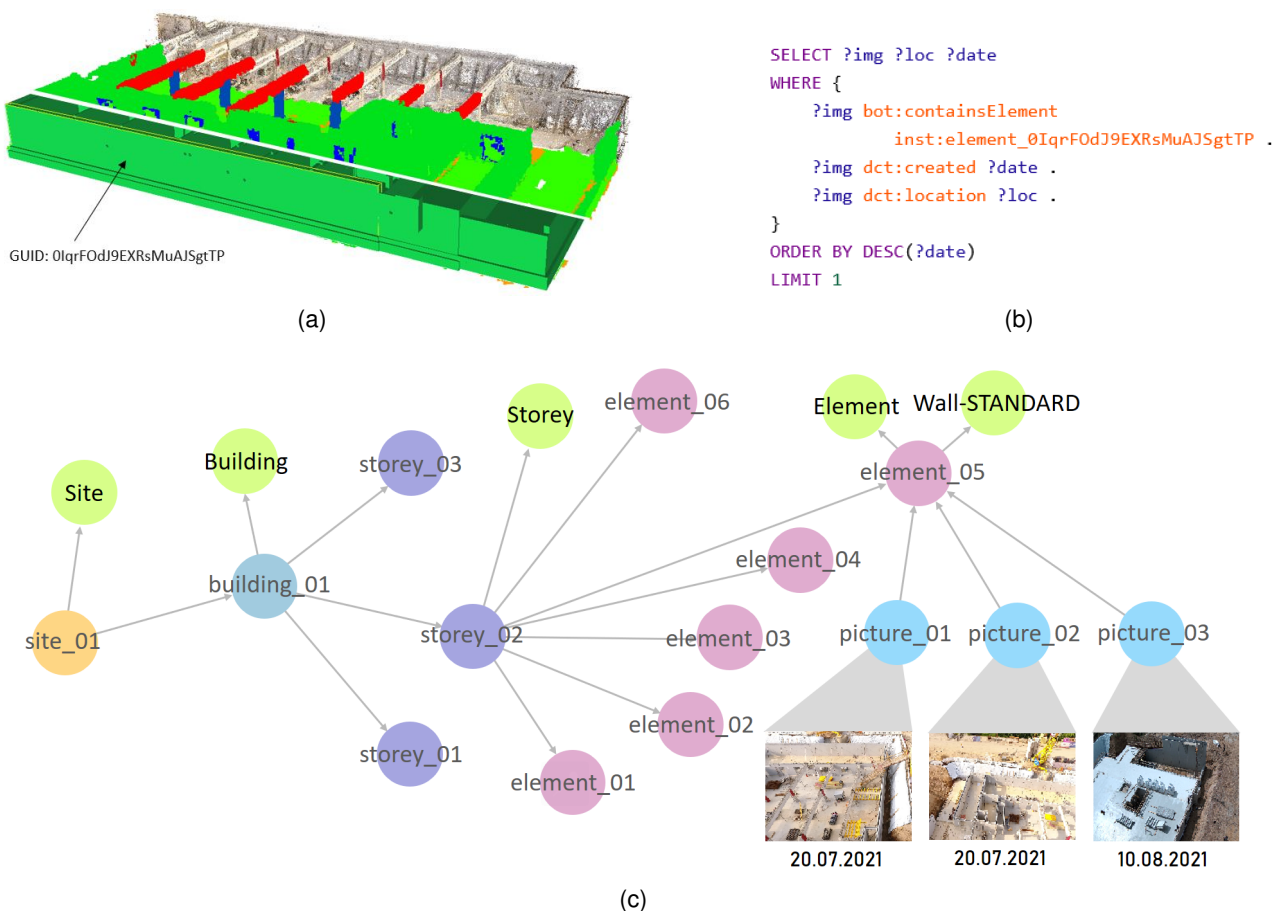 GUID: 0IqrFOdJ9EXRsMuAJSgtTP
(a)
SELECT ?img ?loc ?date
WHERE {
?img bot:containsElement
inst:element_0IqrFOdJ9EXRsMuAJSgtTP .
?img dct:created ?date .
?img dct:location ?loc .
}
ORDER BY DESC(?date)
LIMIT 1
(b)
Site
Building
storey_03
Storey
element_06
Element
Wall-STANDARD
element_05
building_01
element_04
site_01
storey_02
element_03
picture_01
picture_02
picture_03
element_02
storey_01
element_01
20.07.2021
20.07.2021
10.08.2021
(c)